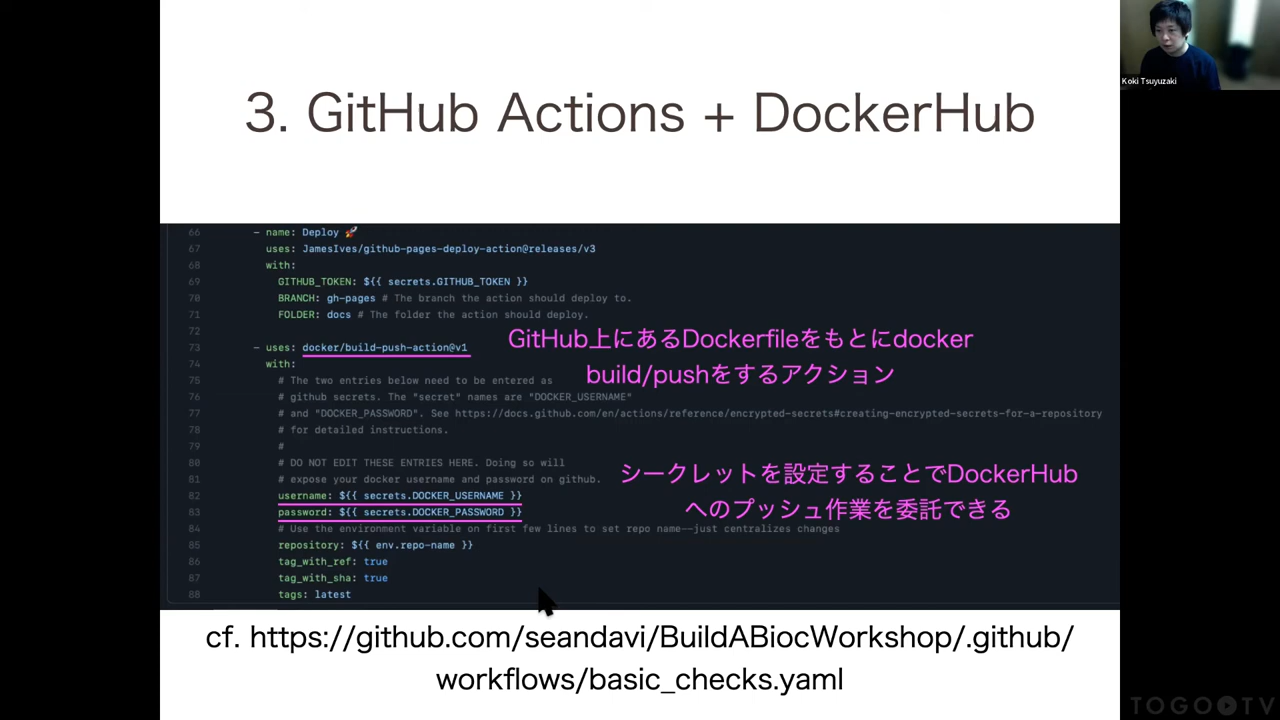 Koki Tsuyuzaki
3. GitHub Actions + DockerHub
66 - name: Deploy 🚀
67 uses: JamesIves/github-pages-deploy-action@releases/v3
68 with:
69 GITHUB_TOKEN: ${{ secrets.GITHUB_TOKEN }}
70 BRANCH: gh-pages # The branch the action should deploy to.
71 FOLDER: docs # The folder the action should deploy.
72
73 - uses: docker/build-push-action@v1
GitHub上にあるDockerfileをもとにdocker
build/pushをするアクション
74 with:
75 # The two entries below need to be entered as
76 # github secrets. The "secret" names are "DOCKER_USERNAME"
77 # and "DOCKER_PASSWORD". See https://docs.github.com/en/actions/reference/encrypted-secrets#creating-encrypted-secrets-for-a-repository
78 # for detailed instructions.
79 #
80 # DO NOT EDIT THESE ENTRIES HERE. Doing so will
81 # expose your docker username and password on github.
シークレットを設定することでDockerHub
へのプッシュ作業を委託できる
82 username: ${{ secrets.DOCKER_USERNAME }}
83 password: ${{ secrets.DOCKER_PASSWORD }}
84 # Use the environment variable on first few lines to set repo name--just centralizes changes
85 repository: ${{ env.repo-name }}
86 tag_with_ref: true
87 tag_with_sha: true
88 tags: latest
cf. https://github.com/seandavi/BuildABiocWorkshop/.github/
workflows/basic_checks.yaml
TOGO TV